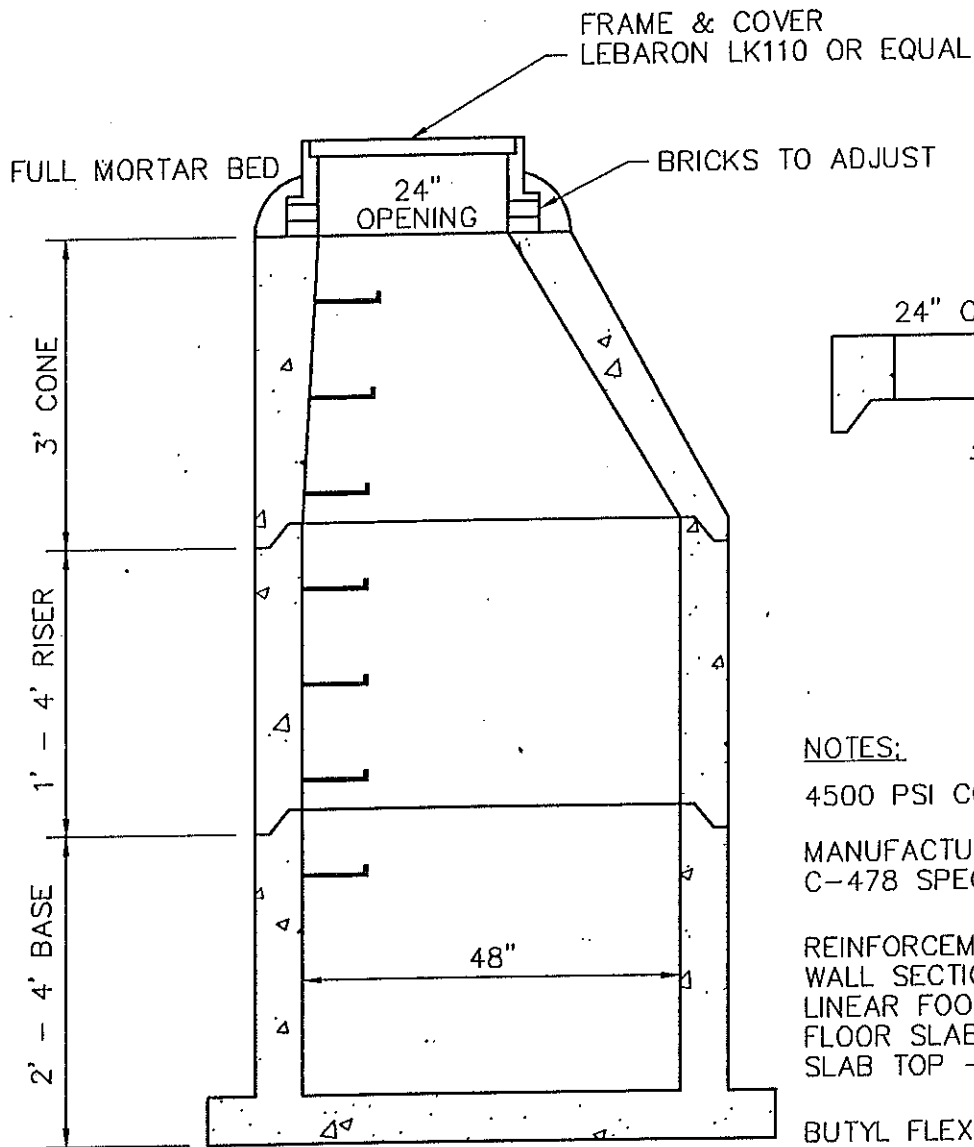 FRAME & COVER
LEBARON LK110 OR EQUAL
FULL MORTAR BED
BRICKS TO ADJUST
24"
OPENING
24" O
3' CONE
1' - 4' RISER
2' - 4' BASE
48"
NOTES:
4500 PSI CO
MANUFACTU
C-478 SPEC
REINFORCEM
WALL SECTIO
LINEAR FOO
FLOOR SLAB
SLAB TOP -
BUTYL FLEX